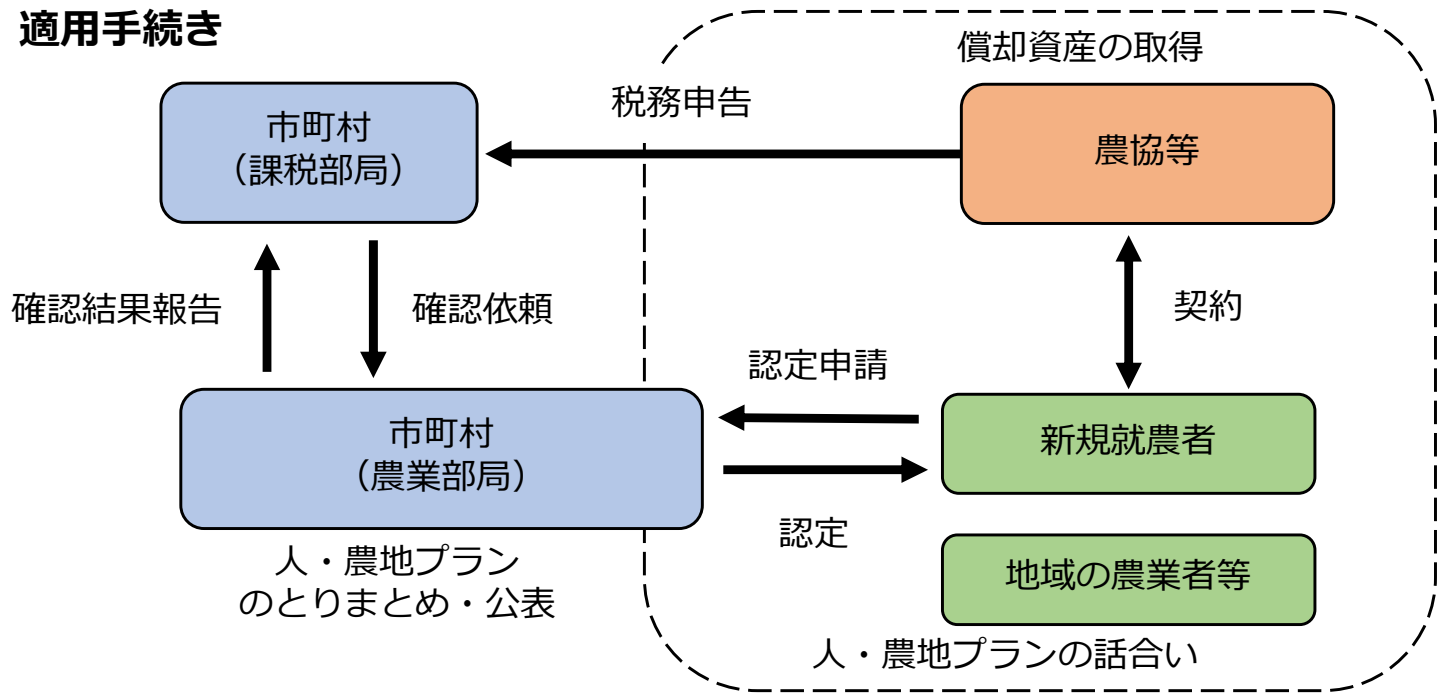 適用手続き
償却資産の取得
税務申告
市町村
（課税部局）
農協等
確認結果報告
確認依頼
契約
認定申請
市町村
（農業部局）
新規就農者
認定
人・農地プラン
のとりまとめ・公表
地域の農業者等
人・農地プランの話合い